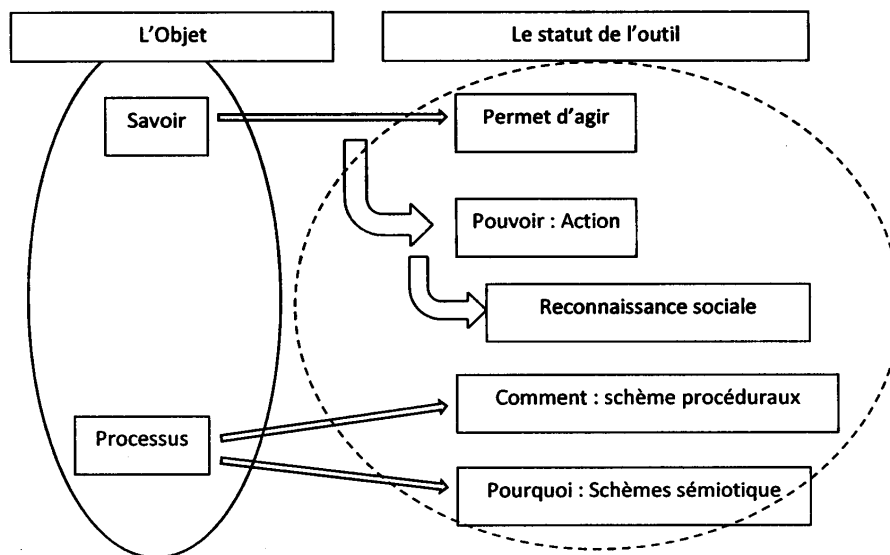 L'Objet
Le statut de l'outil
Savoir
Permet d'agir
Pouvoir : Action
Reconnaissance sociale
Comment : schème procéduraux
Processus
Pourquoi : Schèmes sémiotique